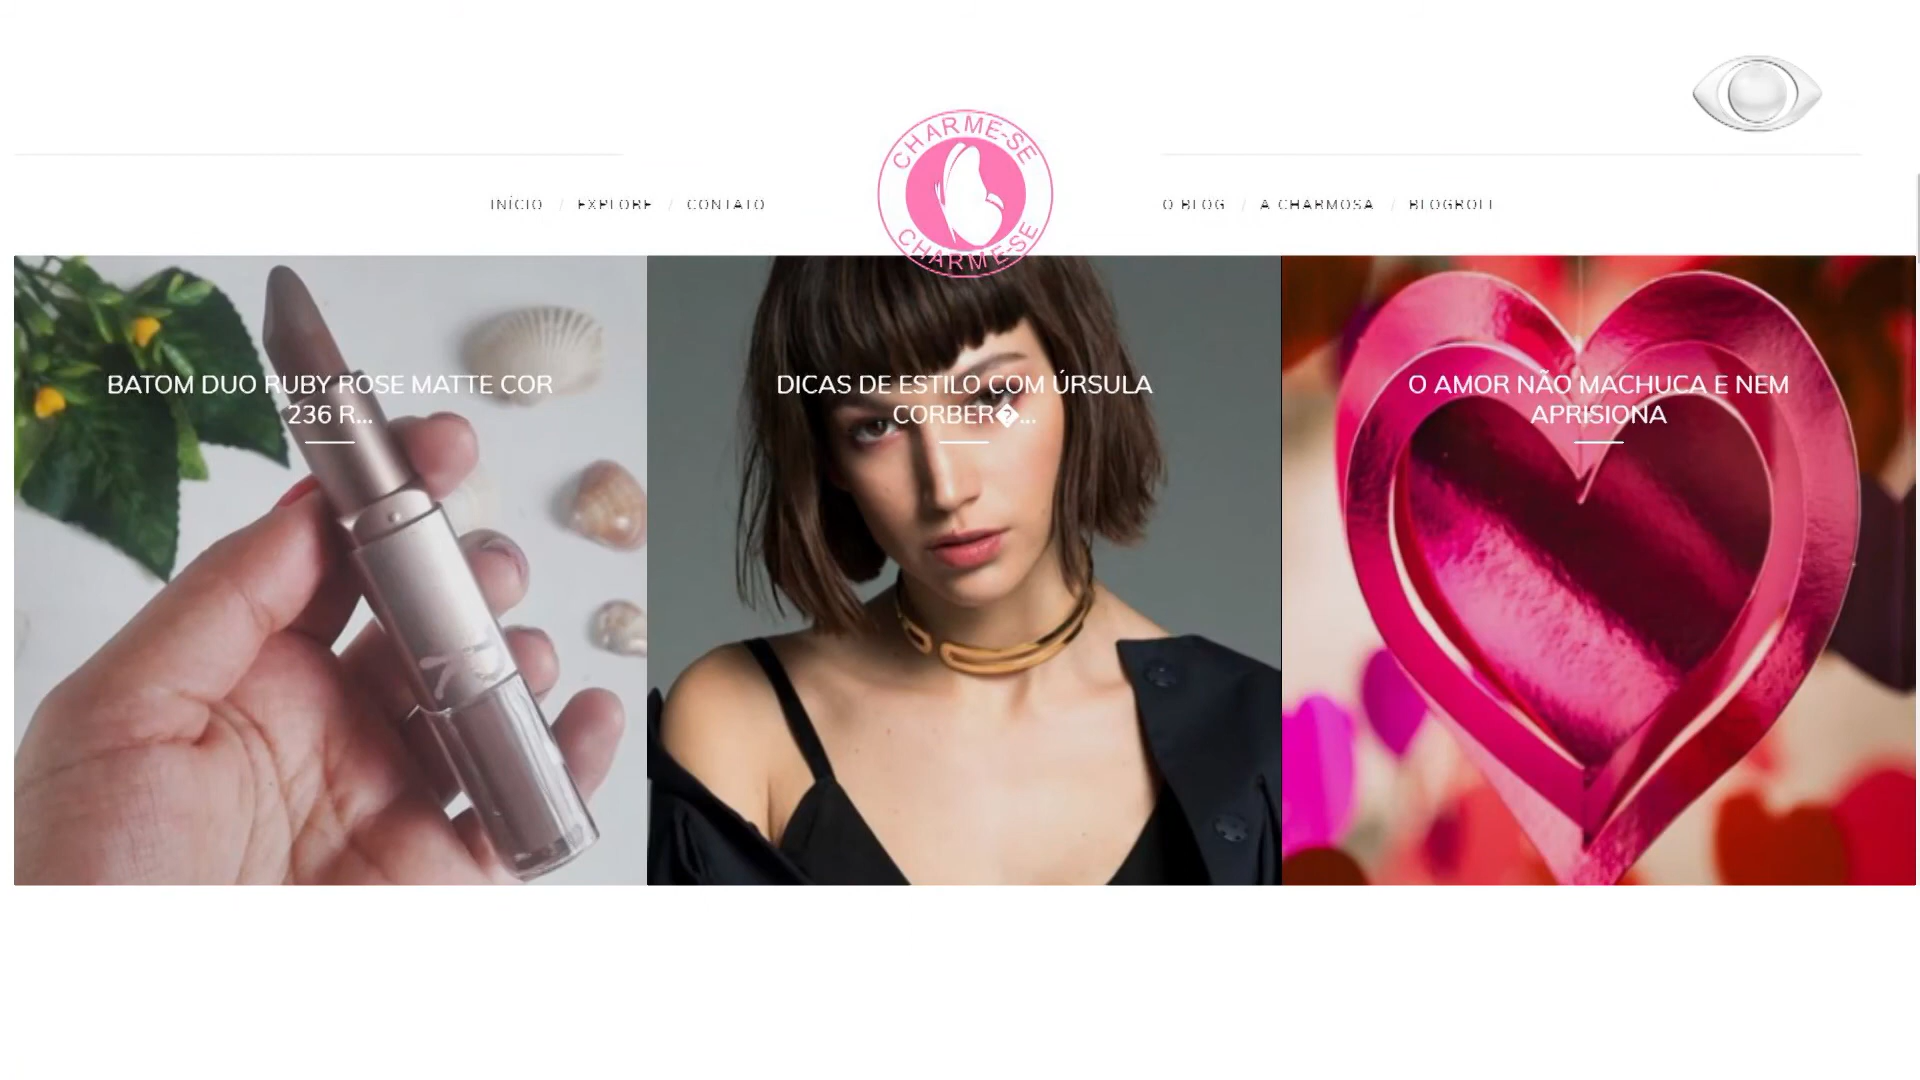 CHARME-SE
INÍCIO / EXPLORE / CONTATO
O BLOG / A CHARMOSA / BLOGROLL
CHARME-SE
BATOM DUO RUBY ROSE MATTE COR
236 R...
DICAS DE ESTILO COM ÚRSULA
CORBER�...
O AMOR NÃO MACHUCA E NEM
APRISIONA